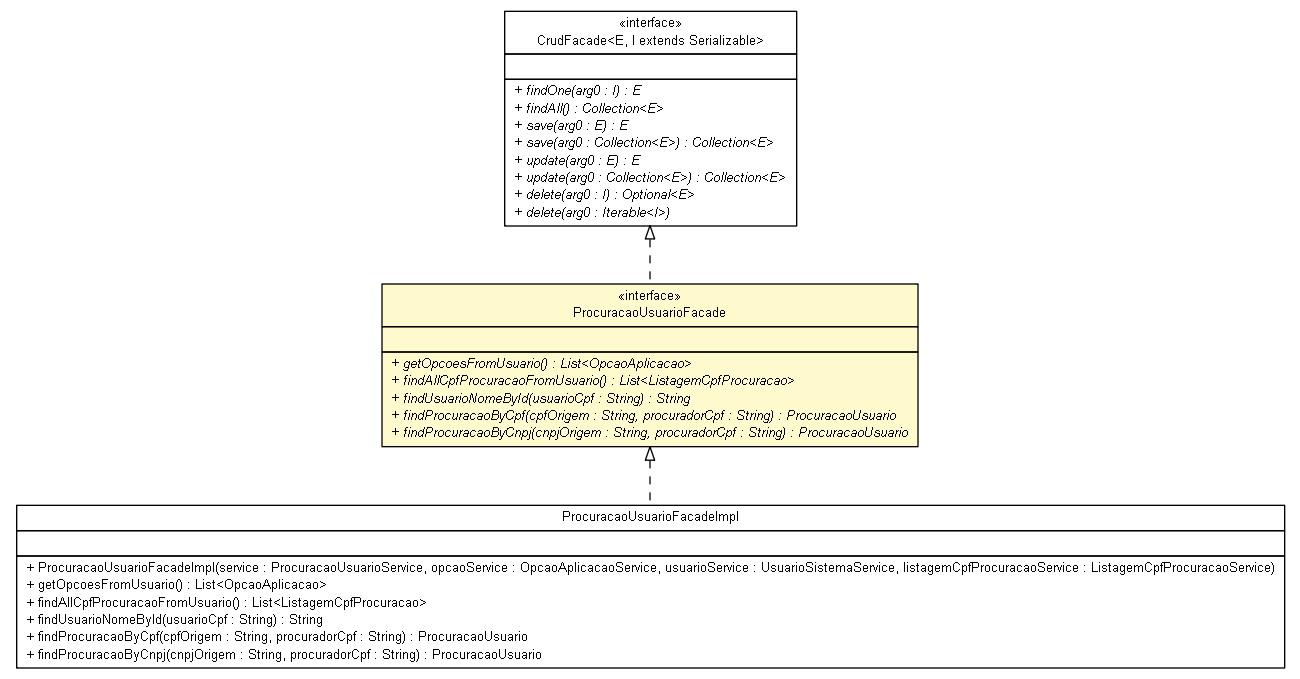 «interface»
CrudFacade<E, I extends Serializable>
+ findOne(arg0 : I) : E
+ findAll() : Collection<E>
+ save(arg0 : E) : E
+ save(arg0 : Collection<E>) : Collection<E>
+ update(arg0 : E) : E
+ update(arg0 : Collection<E>) : Collection<E>
+ delete(arg0 : I) : Optional<E>
+ delete(arg0 : Iterable<I>)
«interface»
ProcuracaoUsuarioFacade
+ getOpcoesFromUsuario() : List<OpcaoAplicacao>
+ findAllCpfProcuracaoFromUsuario() : List<ListagemCpfProcuracao>
+ findUsuarioNomeById(usuarioCpf : String) : String
+ findProcuracaoByCpf(cpfOrigem : String, procuradorCpf : String) : ProcuracaoUsuario
+ findProcuracaoByCnpj(cnpjOrigem : String, procuradorCpf : String) : ProcuracaoUsuario
ProcuracaoUsuarioFacadeImpl
+ ProcuracaoUsuarioFacadeImpl(service : ProcuracaoUsuarioService, opcaoService : OpcaoAplicacaoService, usuarioService : UsuarioSistemaService, listagemCpfProcuracaoService : ListagemCpfProcuracaoService)
+ getOpcoesFromUsuario() : List<OpcaoAplicacao>
+ findAllCpfProcuracaoFromUsuario() : List<ListagemCpfProcuracao>
+ findUsuarioNomeById(usuarioCpf : String) : String
+ findProcuracaoByCpf(cpfOrigem : String, procuradorCpf : String) : ProcuracaoUsuario
+ findProcuracaoByCnpj(cnpjOrigem : String, procuradorCpf : String) : ProcuracaoUsuario